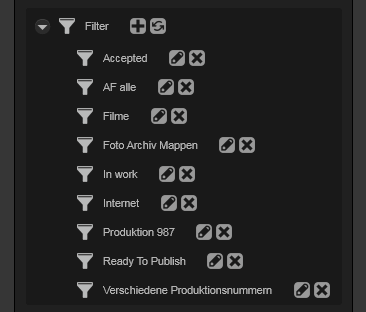 Filter
Accepted
AF alle
Filme
Foto Archiv Mappen
In work
Internet
Produktion 987
Ready To Publish
Verschiedene Produktionsnummern